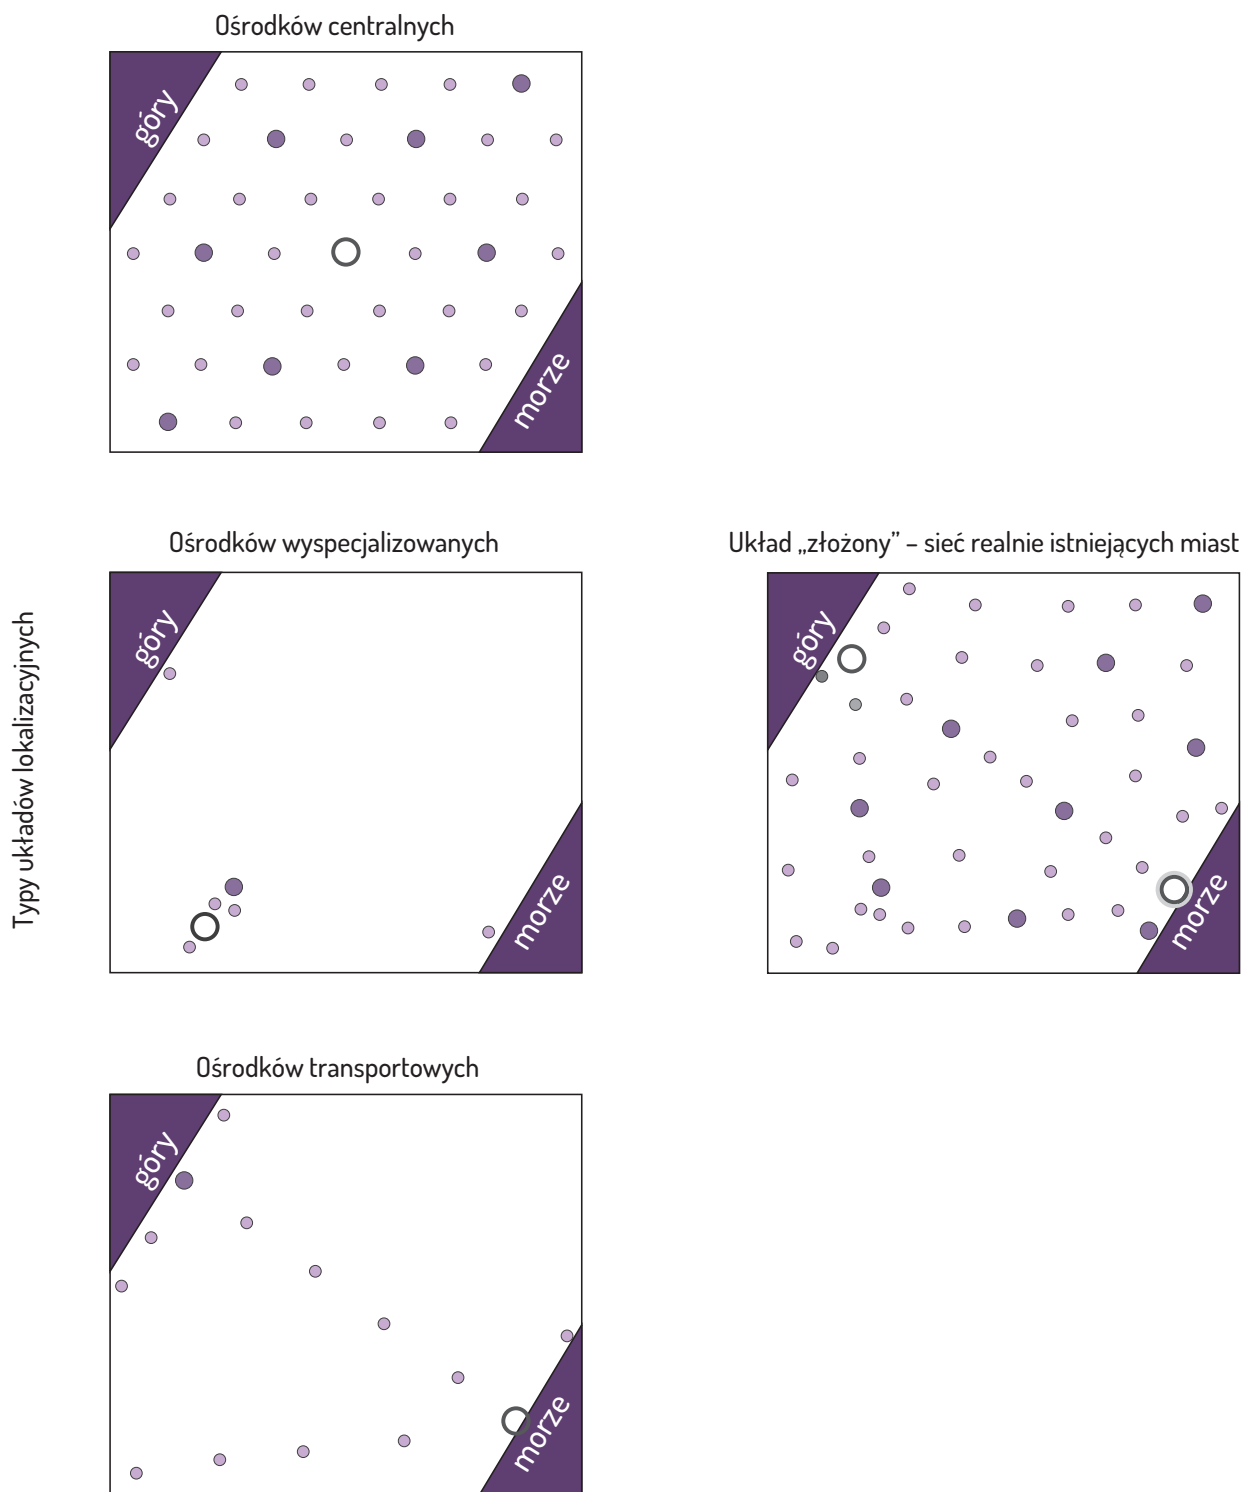 Ośrodków centralnych
góry
morze
Typy układów lokalizacyjnych
Ośrodków wyspecjalizowanych
góry
morze
Układ „złożony” – sieć realnie istniejących miast
góry
morze
Ośrodków transportowych
góry
morze